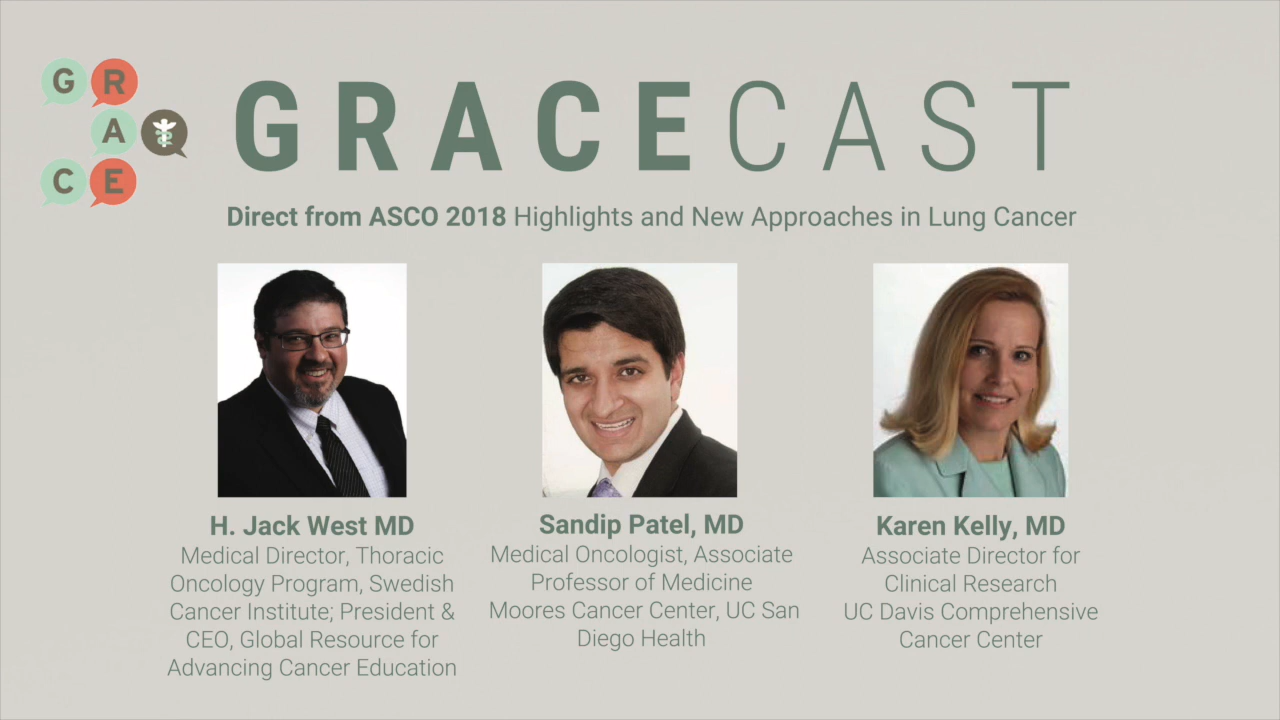 G R
A
C E
GRACECAST
Direct from ASCO 2018 Highlights and New Approaches in Lung Cancer
H. Jack West MD
Medical Director, Thoracic
Oncology Program, Swedish
Cancer Institute; President &
CEO, Global Resource for
Advancing Cancer Education
Sandip Patel, MD
Medical Oncologist, Associate
Professor of Medicine
Moores Cancer Center, UC San
Diego Health
Karen Kelly, MD
Associate Director for
Clinical Research
UC Davis Comprehensive
Cancer Center